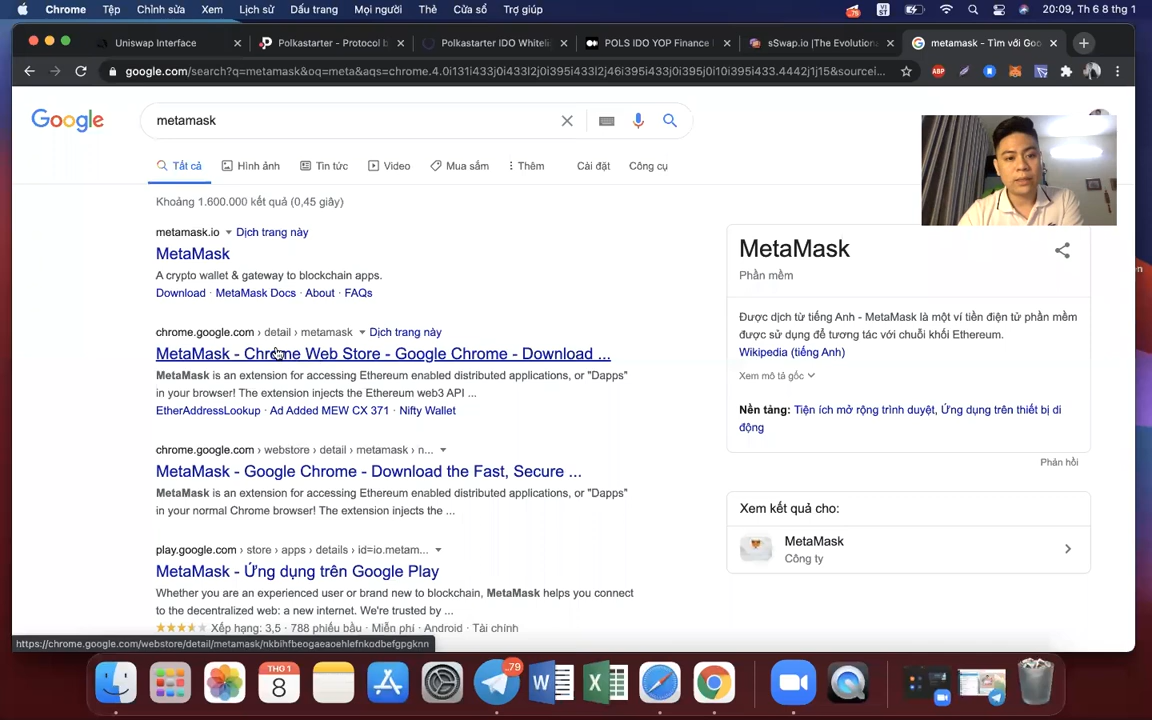 Chrome Tệp Chỉnh sửa Xem Lịch sử Dấu trang Mọi người Thẻ Cửa sổ Trợ giúp
.79
VI
ST
20:09, Th 6 8 thg 1
Uniswap Interface
Polkastarter - Protocol b
Polkastarter IDO Whiteli
POLS IDO YOP Finance
sSwap.io |The Evolution
metamask - Tìm với Goo
google.com/search?q=metamask&oq=meta&aqs=chrome.4.0i131i433j0i433l2j0i395i433l2j46i395i433j0i395j0i10i395i433.4442j1j15&sourcei...
ABP
Google
metamask
Tất cả
Hình ảnh
Tin tức
Video
Mua sắm
Thêm
Cài đặt
Công cụ
Khoảng 1.600.000 kết quả (0,45 giây)
metamask.io
Dịch trang này
MetaMask
A crypto wallet & gateway to blockchain apps.
Download · MetaMask Docs · About · FAQs
chrome.google.com › detail › metamask
Dịch trang này
MetaMask - Chrome Web Store - Google Chrome - Download ...
MetaMask is an extension for accessing Ethereum enabled distributed applications, or "Dapps"
in your browser! The extension injects the Ethereum web3 API ...
EtherAddressLookup · Ad Added MEW CX 371 · Nifty Wallet
chrome.google.com › webstore › detail › metamask › n...
MetaMask - Google Chrome - Download the Fast, Secure ...
MetaMask is an extension for accessing Ethereum enabled distributed applications, or "Dapps"
in your normal Chrome browser! The extension injects the ...
play.google.com › store › apps › details › id=io.metam...
MetaMask - Ứng dụng trên Google Play
Whether you are an experienced user or brand new to blockchain, MetaMask helps you connect
to the decentralized web: a new internet. We're trusted by ...
Xếp hạng: 3,5 · 788 phiếu bầu · Miễn phí · Android · Tài chính
MetaMask
Phần mềm
Được dịch từ tiếng Anh - MetaMask là một ví tiền điện tử phần mềm
được sử dụng để tương tác với chuỗi khối Ethereum.
Wikipedia (tiếng Anh)
Xem mô tả gốc
Nền tảng: Tiện ích mở rộng trình duyệt, Ứng dụng trên thiết bị di
động
Phản hồi
Xem kết quả cho:
MetaMask
Công ty
https://chrome.google.com/webstore/detail/metamask/nkbihfbeogaeaoehlefnkodbefgpgknn
THG 1
8
.79
W
X